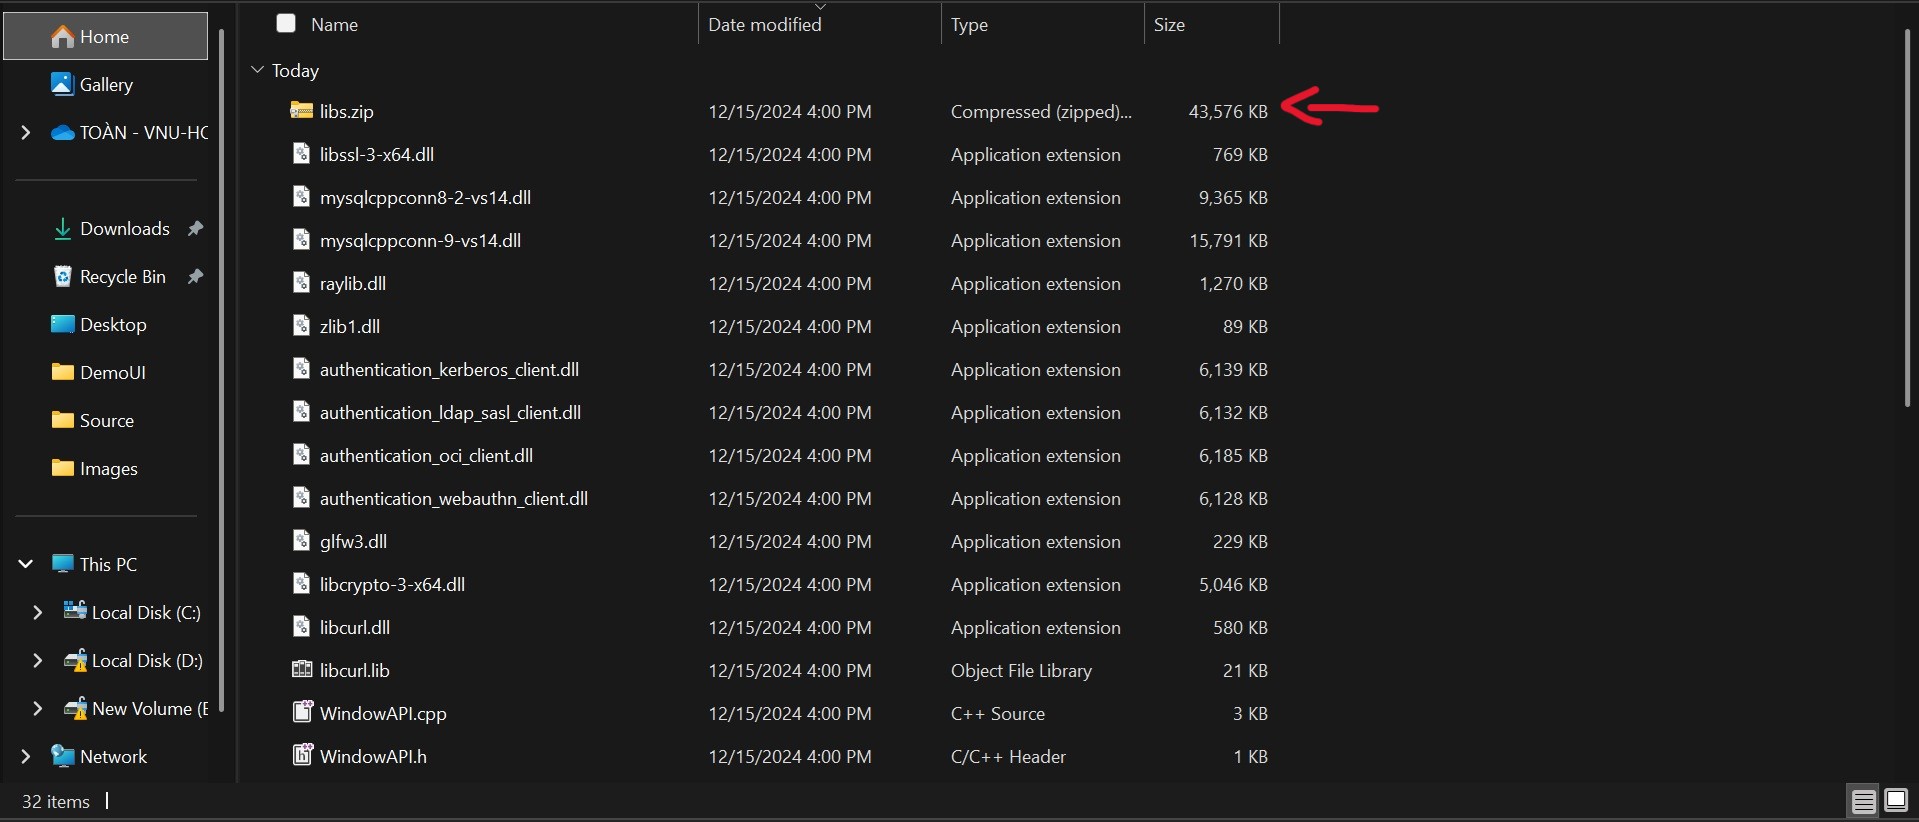 Home
Gallery
TOÀN - VNU-HC
Downloads
Recycle Bin
Desktop
DemoUI
Source
Images
This PC
Local Disk (C:)
Local Disk (D:)
New Volume (E
Network
Name Date modified Type Size
Today
libs.zip 12/15/2024 4:00 PM Compressed (zipped)... 43,576 KB
libssl-3-x64.dll 12/15/2024 4:00 PM Application extension 769 KB
mysqlcppconn8-2-vs14.dll 12/15/2024 4:00 PM Application extension 9,365 KB
mysqlcppconn-9-vs14.dll 12/15/2024 4:00 PM Application extension 15,791 KB
raylib.dll 12/15/2024 4:00 PM Application extension 1,270 KB
zlib1.dll 12/15/2024 4:00 PM Application extension 89 KB
authentication_kerberos_client.dll 12/15/2024 4:00 PM Application extension 6,139 KB
authentication_ldap_sasl_client.dll 12/15/2024 4:00 PM Application extension 6,132 KB
authentication_oci_client.dll 12/15/2024 4:00 PM Application extension 6,185 KB
authentication_webauthn_client.dll 12/15/2024 4:00 PM Application extension 6,128 KB
glfw3.dll 12/15/2024 4:00 PM Application extension 229 KB
libcrypto-3-x64.dll 12/15/2024 4:00 PM Application extension 5,046 KB
libcurl.dll 12/15/2024 4:00 PM Application extension 580 KB
libcurl.lib 12/15/2024 4:00 PM Object File Library 21 KB
WindowAPI.cpp 12/15/2024 4:00 PM C++ Source 3 KB
WindowAPI.h 12/15/2024 4:00 PM C/C++ Header 1 KB
32 items